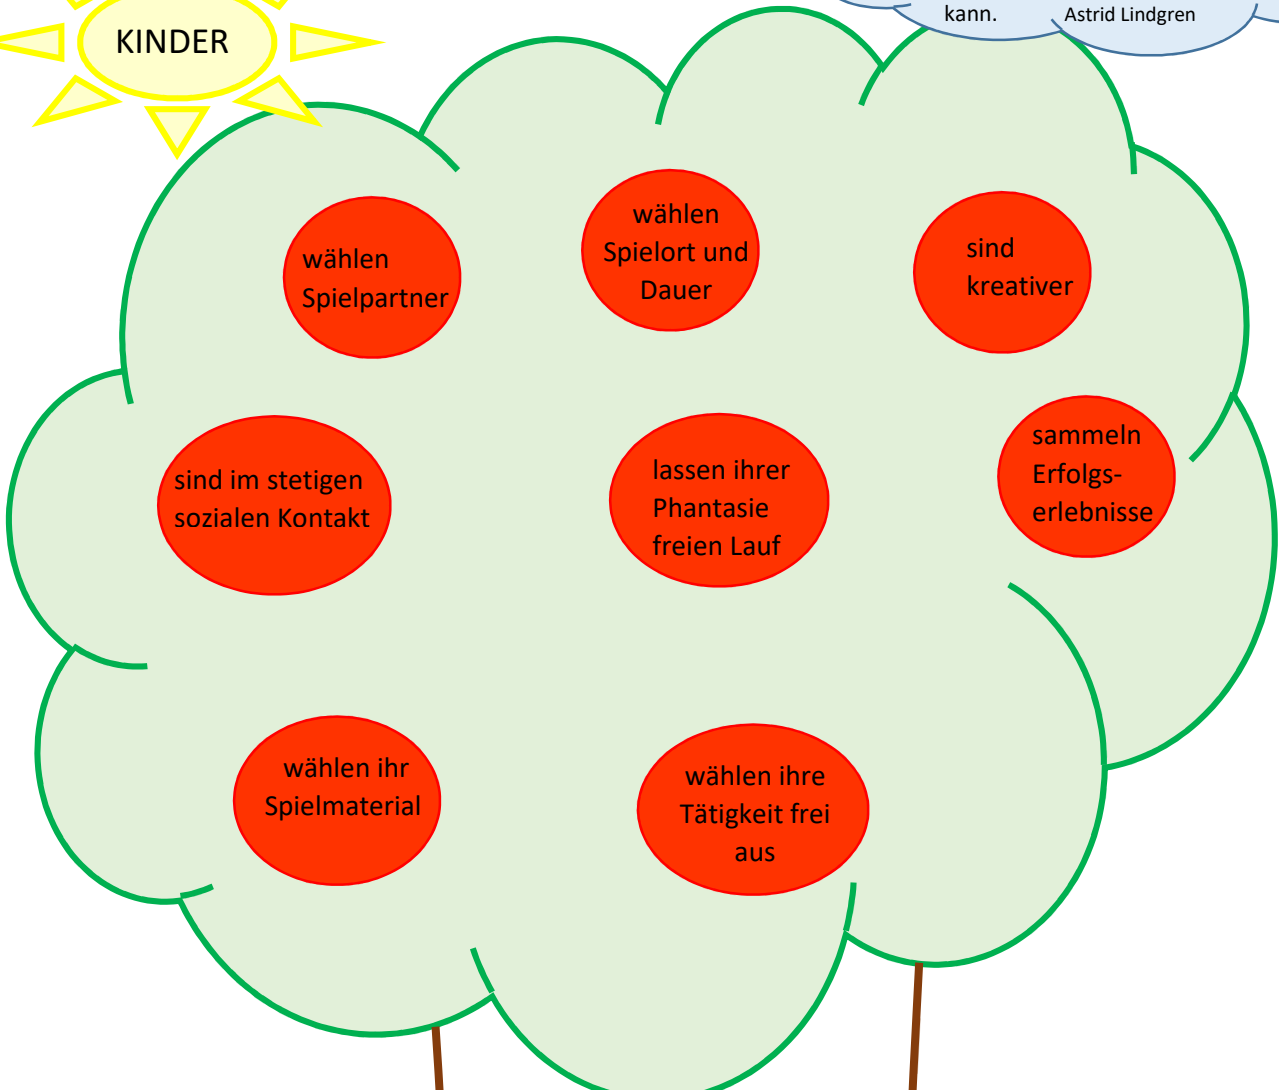 kann.
Astrid Lindgren
KINDER
wählen
Spielpartner
wählen
Spielort und
Dauer
sind
kreativer
sind im stetigen
sozialen Kontakt
lassen ihrer
Phantasie
freien Lauf
sammeln
Erfolgs-
erlebnisse
wählen ihr
Spielmaterial
wählen ihre
Tätigkeit frei
aus